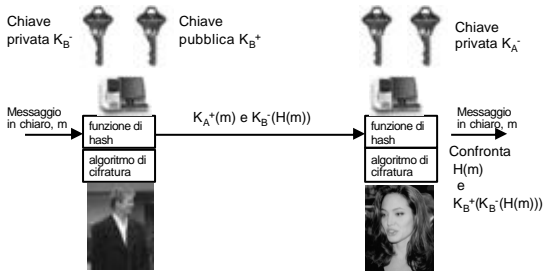 Chiave
privata K_B^-
Chiave
pubblica K_B^+
Chiave
privata K_A^-
Messaggio
in chiaro, m
funzione di
hash
algoritmo di
cifratura
K_A^+(m) e K_B^-(H(m))
funzione di
hash
algoritmo di
cifratura
Messaggio
in chiaro, m
Confronta
H(m)
e
K_B^+(K_B^-(H(m)))